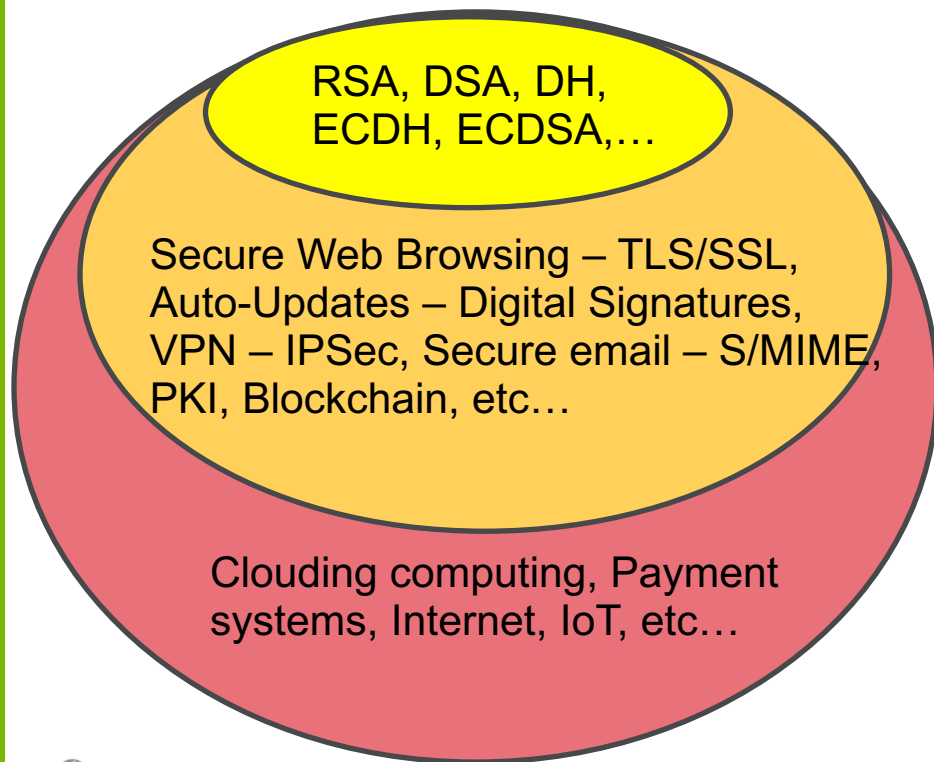 RSA, DSA, DH,
ECDH, ECDSA,…
Secure Web Browsing – TLS/SSL,
Auto-Updates – Digital Signatures,
VPN – IPSec, Secure email – S/MIME,
PKI, Blockchain, etc…
Clouding computing, Payment
systems, Internet, IoT, etc…